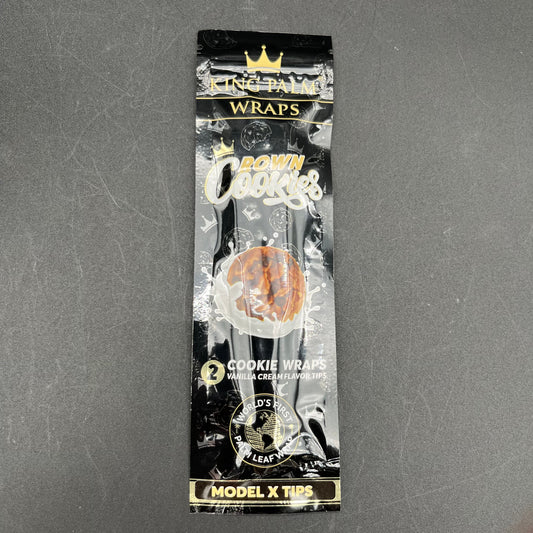 KING PALM
WRAPS
ROWN
Cookies
2
COOKIE WRAPS
VANILLA CREAM FLAVOR TIPS
WORLD'S FIRST
PALM LEAF WRAP
MODEL X TIPS